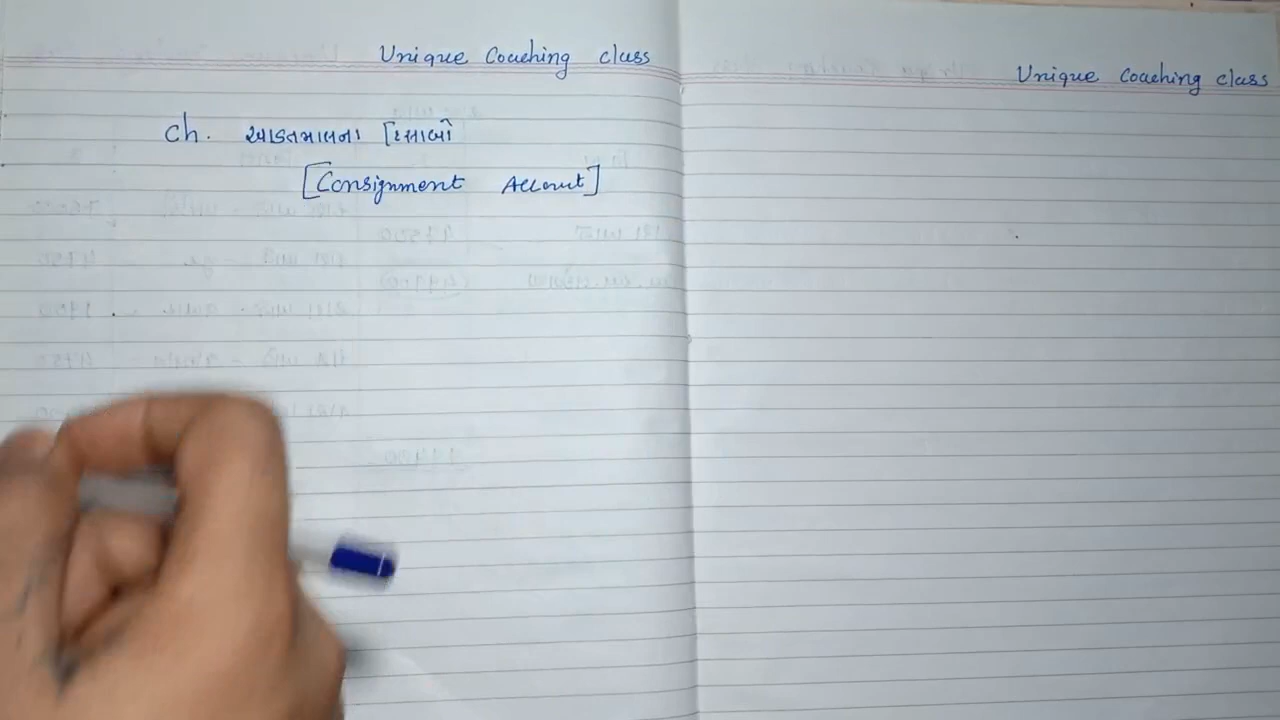 Unique Coaching class
Unique Coaching class
Ch. આડતમાલના હિસાબો
[Consignment Account]